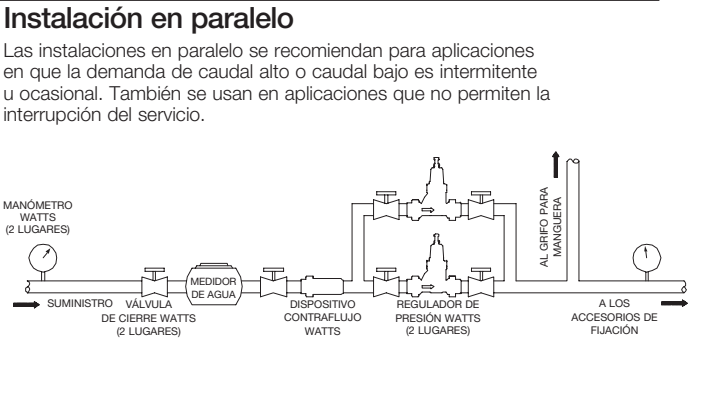 Instalación en paralelo
Las instalaciones en paralelo se recomiendan para aplicaciones
en que la demanda de caudal alto o caudal bajo es intermitente
u ocasional. También se usan en aplicaciones que no permiten la
interrupción del servicio.
MANÓMETRO
WATTS
(2 LUGARES)
SUMINISTRO
VÁLVULA
DE CIERRE WATTS
(2 LUGARES)
MEDIDOR
DE AGUA
DISPOSITIVO
CONTRAFLUJO
WATTS
REGULADOR DE
PRESIÓN WATTS
(2 LUGARES)
AL GRIFO PARA
MANGUERA
A LOS
ACCESORIOS DE
FIJACIÓN